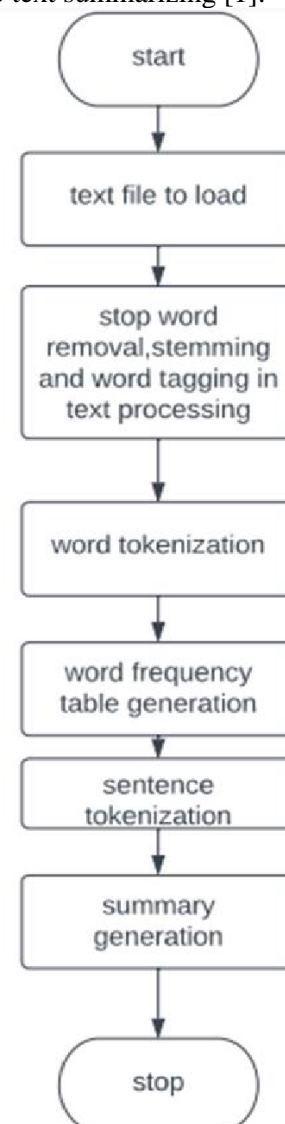 text summarizing [1].
start
text file to load
stop word
removal,stemming
and word tagging in
text processing
word tokenization
word frequency
table generation
sentence
tokenization
summary
generation
stop